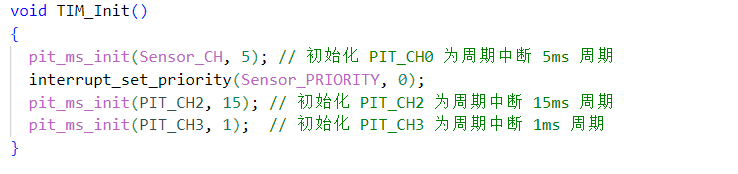 void TIM_Init()
{
  pit_ms_init(Sensor_CH, 5); // 初始化 PIT_CH0 为周期中断 5ms 周期
  interrupt_set_priority(Sensor_PRIORITY, 0);
  pit_ms_init(PIT_CH2, 15); // 初始化 PIT_CH2 为周期中断 15ms 周期
  pit_ms_init(PIT_CH3, 1);  // 初始化 PIT_CH3 为周期中断 1ms 周期
}